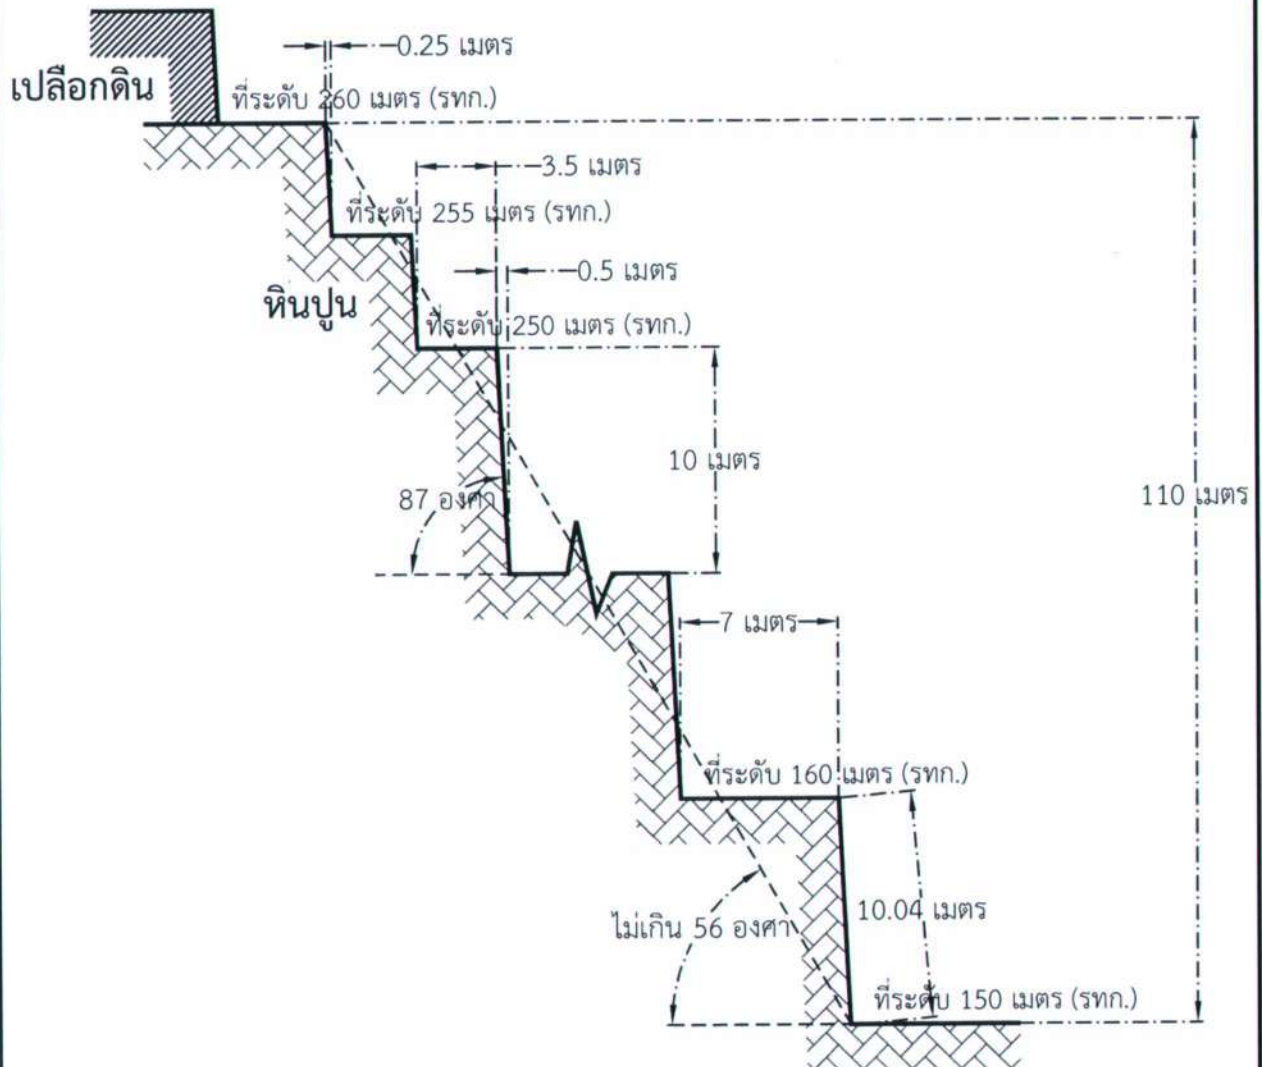 0.25 เมตร
เปลือกดิน
ที่ระดับ 260 เมตร (รทก.)
3.5 เมตร
ที่ระดับ 255 เมตร (รทก.)
0.5 เมตร
หินปูน
ที่ระดับ 250 เมตร (รทก.)
10 เมตร
87 องศา
110 เมตร
7 เมตร
ที่ระดับ 160 เมตร (รทก.)
ไม่เกิน 56 องศา
10.04 เมตร
ที่ระดับ 150 เมตร (รทก.)